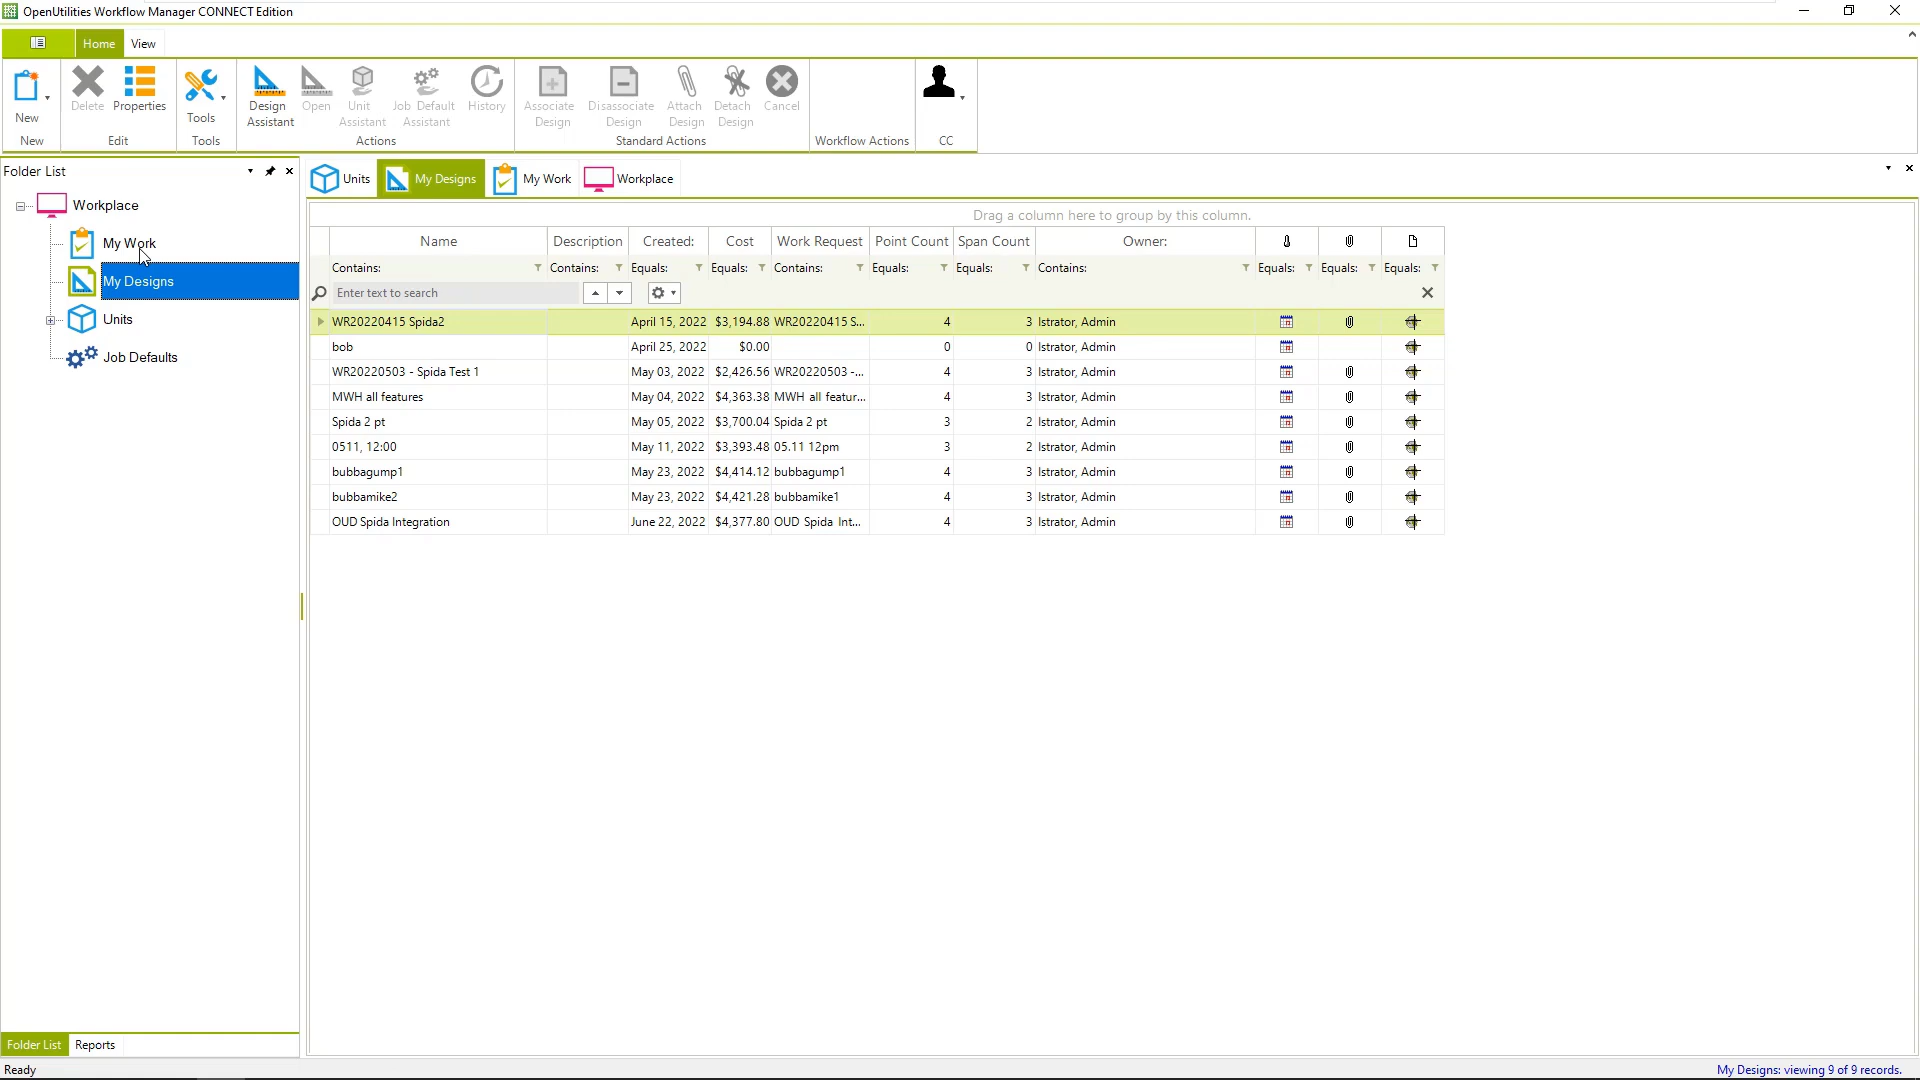 OpenUtilities Workflow Manager CONNECT Edition
Home View
New Delete Properties Tools Design Assistant Open Unit Assistant Job Default Assistant History Associate Design Disassociate Design Attach Design Detach Design Cancel
New Edit Tools Actions Standard Actions Workflow Actions CC
Folder List
Workplace
My Work
My Designs
Units
Job Defaults
Units My Designs My Work Workplace
Drag a column here to group by this column.
Name Description Created: Cost Work Request Point Count Span Count Owner:
Contains: Contains: Equals: Equals: Contains: Equals: Equals: Contains: Equals: Equals: Equals:
Enter text to search
WR20220415 Spida2 April 15, 2022 $3,194.88 WR20220415 S... 4 3 Istrator, Admin
bob April 25, 2022 $0.00 0 0 Istrator, Admin
WR20220503 - Spida Test 1 May 03, 2022 $2,426.56 WR20220503 -... 4 3 Istrator, Admin
MWH all features May 04, 2022 $4,363.38 MWH all featur... 4 3 Istrator, Admin
Spida 2 pt May 05, 2022 $3,700.04 Spida 2 pt 3 2 Istrator, Admin
0511, 12:00 May 11, 2022 $3,393.48 05.11 12pm 3 2 Istrator, Admin
bubbagump1 May 23, 2022 $4,414.12 bubbagump1 4 3 Istrator, Admin
bubbamike2 May 23, 2022 $4,421.28 bubbamike1 4 3 Istrator, Admin
OUD Spida Integration June 22, 2022 $4,377.80 OUD Spida Int... 4 3 Istrator, Admin
Folder List Reports
Ready My Designs: viewing 9 of 9 records.